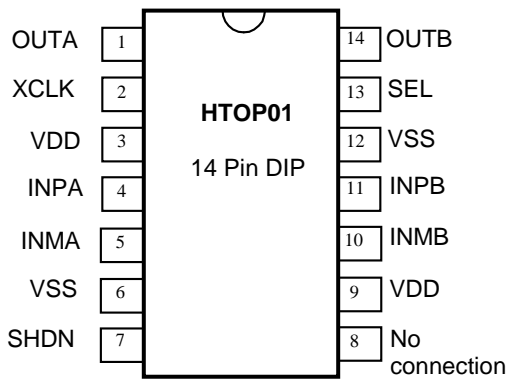 OUTA 1 14 OUTB
XCLK 2 13 SEL
HTOP01
VDD 3 12 VSS
14 Pin DIP
INPA 4 11 INPB
INMA 5 10 INMB
VSS 6 9 VDD
SHDN 7 8 No
connection